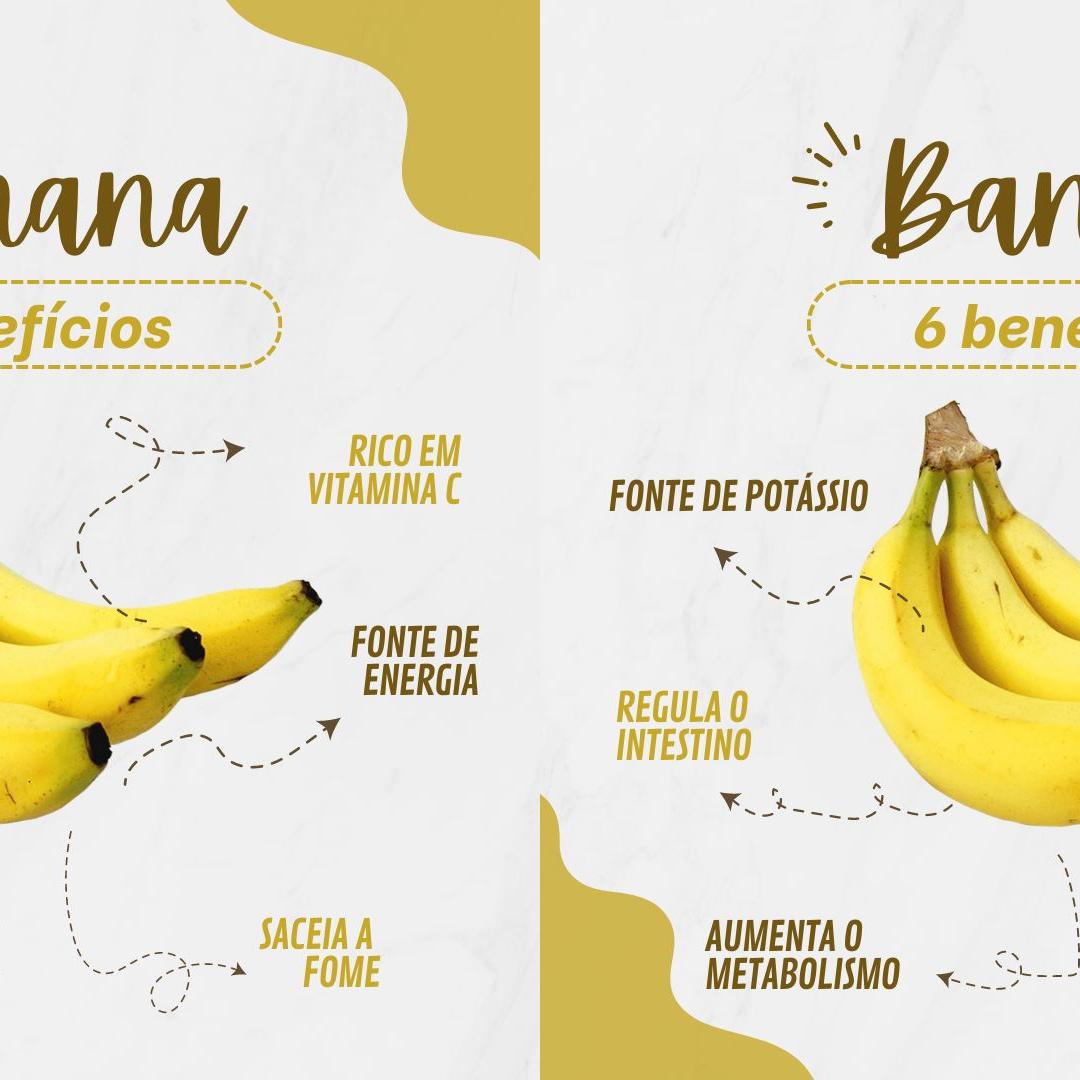 nana
efícios
RICO EM
VITAMINA C
FONTE DE
ENERGIA
SACEIA A
FOME
Ban
6 bene
FONTE DE POTÁSSIO
REGULA O
INTESTINO
AUMENTA O
METABOLISMO